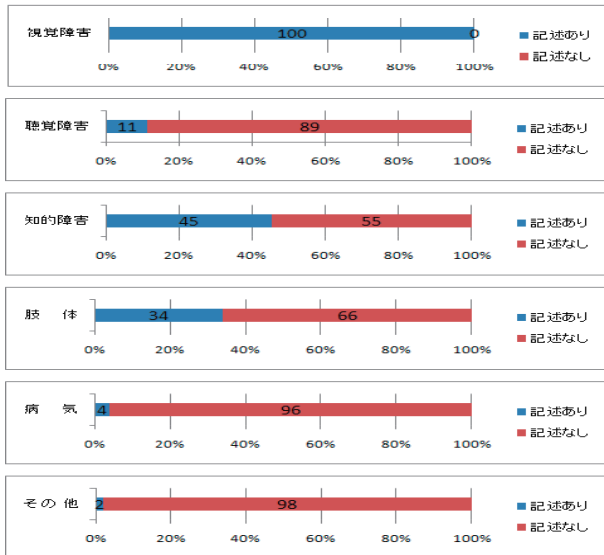 視覚障害 100 0 記述あり
記述なし
0% 20% 40% 60% 80% 100%
聴覚障害 11 89 記述あり
記述なし
0% 20% 40% 60% 80% 100%
知的障害 45 55 記述あり
記述なし
0% 20% 40% 60% 80% 100%
肢 体 34 66 記述あり
記述なし
0% 20% 40% 60% 80% 100%
病 気 4 96 記述あり
記述なし
0% 20% 40% 60% 80% 100%
その他 2 98 記述あり
記述なし
0% 20% 40% 60% 80% 100%